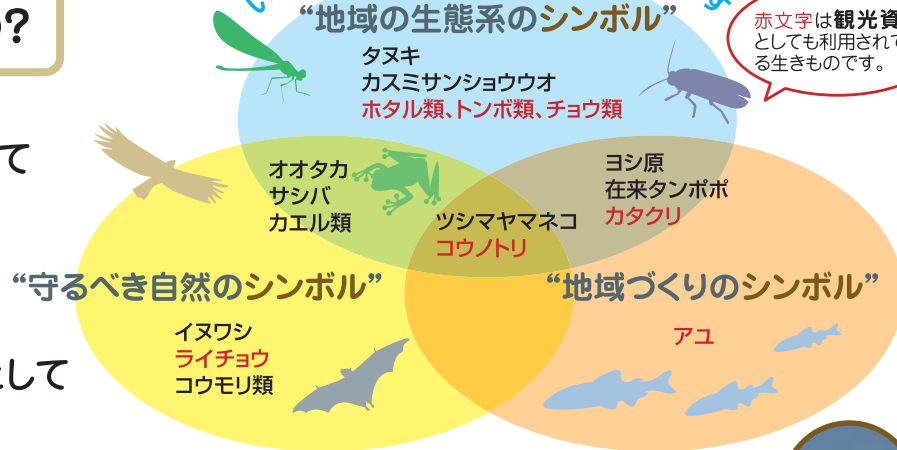 ?
て
して
“地域の生態系のシンボル”
タヌキ
カスミサンショウウオ
ホタル類、トンボ類、チョウ類
赤文字は観光資
としても利用されて
る生きものです。
オオタカ
サシバ
カエル類
ツシマヤマネコ
コウノトリ
ヨシ原
在来タンポポ
カタクリ
“守るべき自然のシンボル”
イヌワシ
ライチョウ
コウモリ類
“地域づくりのシンボル”
アユ